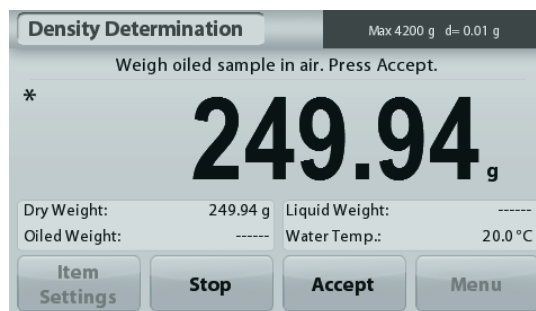 Density Determination
Max 4200 g d= 0.01 g
Weigh oiled sample in air. Press Accept.
*
249.94 g
Dry Weight: 249.94 g Liquid Weight: ------
Oiled Weight: ------ Water Temp.: 20.0 °C
Item Settings
Stop
Accept
Menu